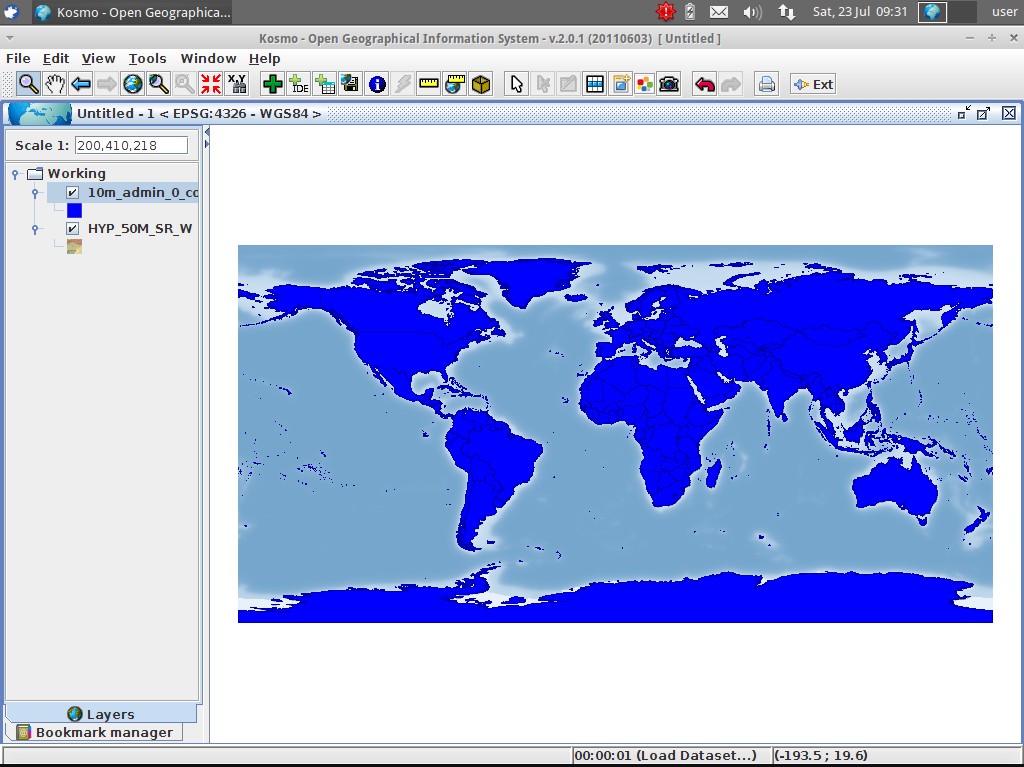 Kosmo - Open Geographica...
Sat, 23 Jul 09:31
user
Kosmo - Open Geographical Information System - v.2.0.1 (20110603) [ Untitled ]
File Edit View Tools Window Help
X,Y
IDE
Ext
Untitled - 1 < EPSG:4326 - WGS84 >
Scale 1: 200,410,218
Working
10m_admin_0_co
HYP_50M_SR_W
Layers
Bookmark manager
00:00:01 (Load Dataset...)
(-193.5 ; 19.6)